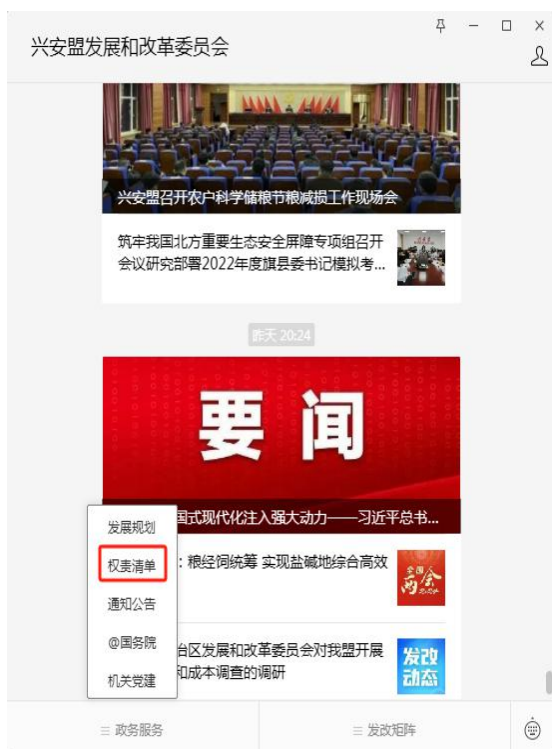 兴安盟发展和改革委员会
兴安盟召开农户科学储粮节粮减损工作现场会
筑牢我国北方重要生态安全屏障专项组召开
会议研究部署2022年度旗县委书记模拟考...
昨天 20:24
要闻
国式现代化注入强大动力——习近平总书...
：粮经饲统筹 实现盐碱地综合高效
全国
两会
治区发展和改革委员会对我盟开展
和成本调查的调研
发改
动态
发展规划
权责清单
通知公告
@国务院
机关党建
政务服务
发改矩阵